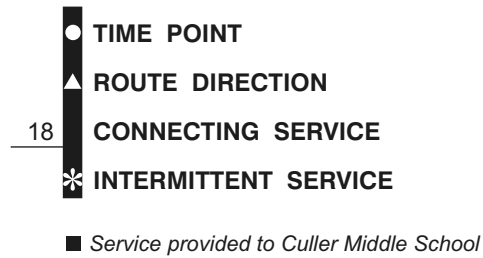 TIME POINT
ROUTE DIRECTION
18 CONNECTING SERVICE
INTERMITTENT SERVICE
Service provided to Culler Middle School